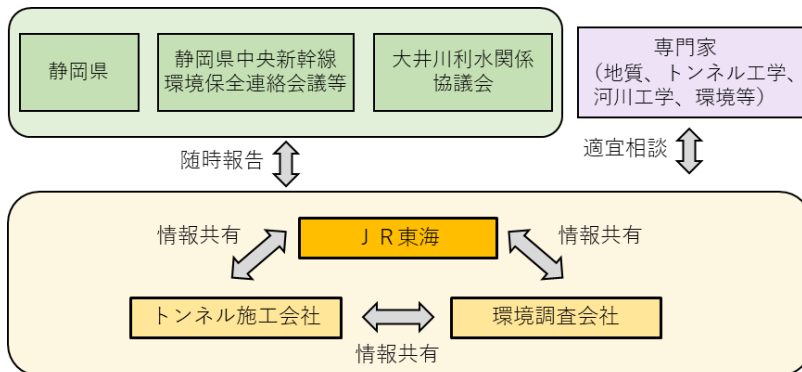 静岡県
静岡県中央新幹線
環境保全連絡会議等
大井川利水関係
協議会
専門家
（地質、トンネル工学、
河川工学、環境等）
随時報告
適宜相談
情報共有
ＪＲ東海
情報共有
トンネル施工会社
環境調査会社
情報共有